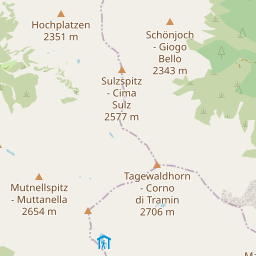 Hochplatzen
2351 m
Schönjoch
- Giogo
Bello
2343 m
Sulzspitz
- Cima
Sulz
2577 m
Tagewaldhorn
- Corno
di Tramin
2706 m
Mutnellspitz
- Muttanella
2654 m
M